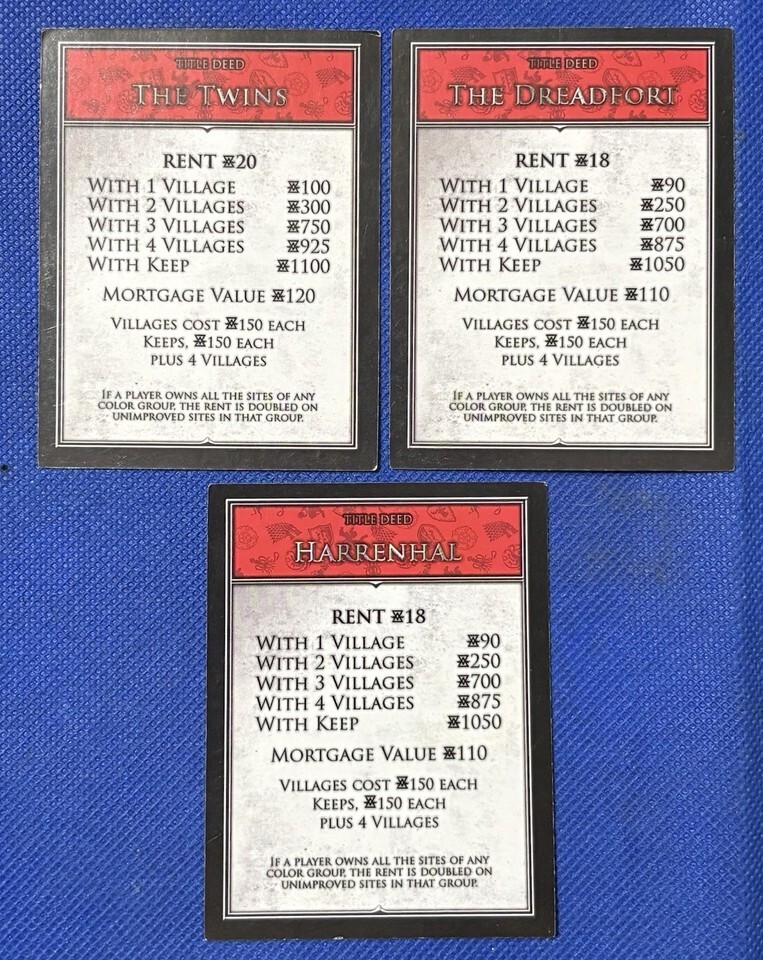 TITLE DEED
THE TWINS
RENT 20
WITH 1 VILLAGE 100
WITH 2 VILLAGES 300
WITH 3 VILLAGES 750
WITH 4 VILLAGES 925
WITH KEEP 1100
MORTGAGE VALUE 120
VILLAGES COST 150 EACH
KEEPS, 150 EACH
PLUS 4 VILLAGES
IF A PLAYER OWNS ALL THE SITES OF ANY
COLOR GROUP, THE RENT IS DOUBLED ON
UNIMPROVED SITES IN THAT GROUP.
TITLE DEED
THE DREADFORT
RENT 18
WITH 1 VILLAGE 90
WITH 2 VILLAGES 250
WITH 3 VILLAGES 700
WITH 4 VILLAGES 875
WITH KEEP 1050
MORTGAGE VALUE 110
VILLAGES COST 150 EACH
KEEPS, 150 EACH
PLUS 4 VILLAGES
IF A PLAYER OWNS ALL THE SITES OF ANY
COLOR GROUP, THE RENT IS DOUBLED ON
UNIMPROVED SITES IN THAT GROUP.
TITLE DEED
HARRENHAL
RENT 18
WITH 1 VILLAGE 90
WITH 2 VILLAGES 250
WITH 3 VILLAGES 700
WITH 4 VILLAGES 875
WITH KEEP 1050
MORTGAGE VALUE 110
VILLAGES COST 150 EACH
KEEPS, 150 EACH
PLUS 4 VILLAGES
IF A PLAYER OWNS ALL THE SITES OF ANY
COLOR GROUP, THE RENT IS DOUBLED ON
UNIMPROVED SITES IN THAT GROUP.